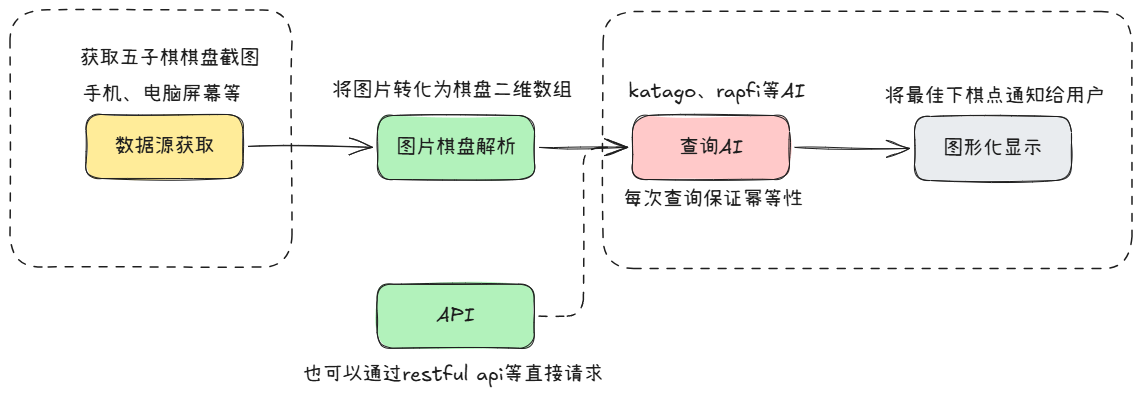 获取五子棋棋盘截图
手机、电脑屏幕等
数据源获取
将图片转化为棋盘二维数组
图片棋盘解析
katago、rapfi等AI
查询AI
每次查询保证幂等性
将最佳下棋点通知给用户
图形化显示
API
也可以通过restful api等直接请求